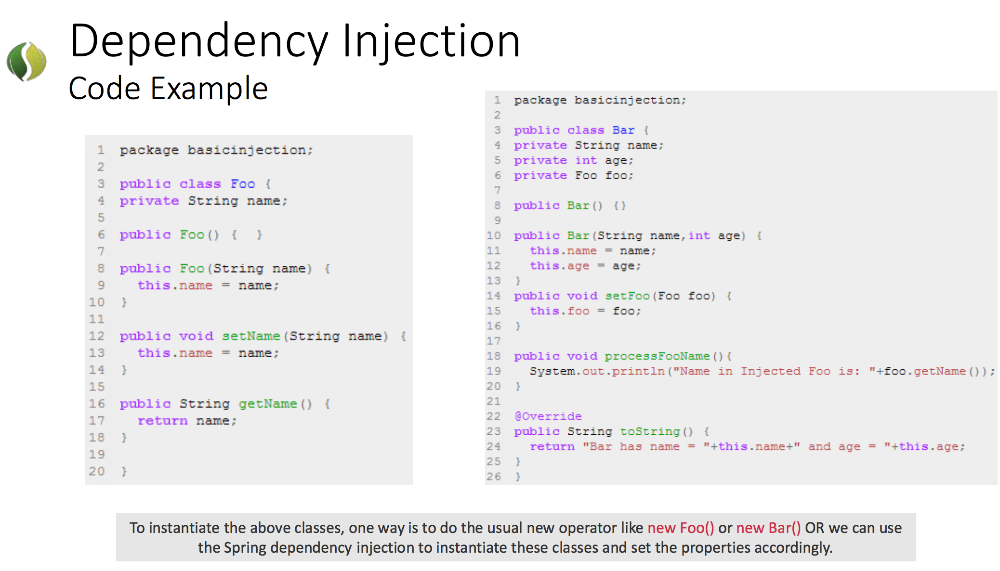 Dependency Injection
Code Example
1 package basicinjection;
2
3 public class Foo {
4 private String name;
5
6 public Foo() {  }
7
8 public Foo(String name) {
9   this.name = name;
10 }
11
12 public void setName(String name) {
13   this.name = name;
14 }
15
16 public String getName() {
17   return name;
18 }
19
20 }
1 package basicinjection;
2
3 public class Bar {
4 private String name;
5 private int age;
6 private Foo foo;
7
8 public Bar() {}
9
10 public Bar(String name,int age) {
11   this.name = name;
12   this.age = age;
13 }
14 public void setFoo(Foo foo) {
15   this.foo = foo;
16 }
17
18 public void processFooName(){
19   System.out.println("Name in Injected Foo is: "+foo.getName());
20 }
21
22 @Override
23 public String toString() {
24   return "Bar has name = "+this.name+" and age = "+this.age;
25 }
26 }
To instantiate the above classes, one way is to do the usual new operator like new Foo() or new Bar() OR we can use
the Spring dependency injection to instantiate these classes and set the properties accordingly.